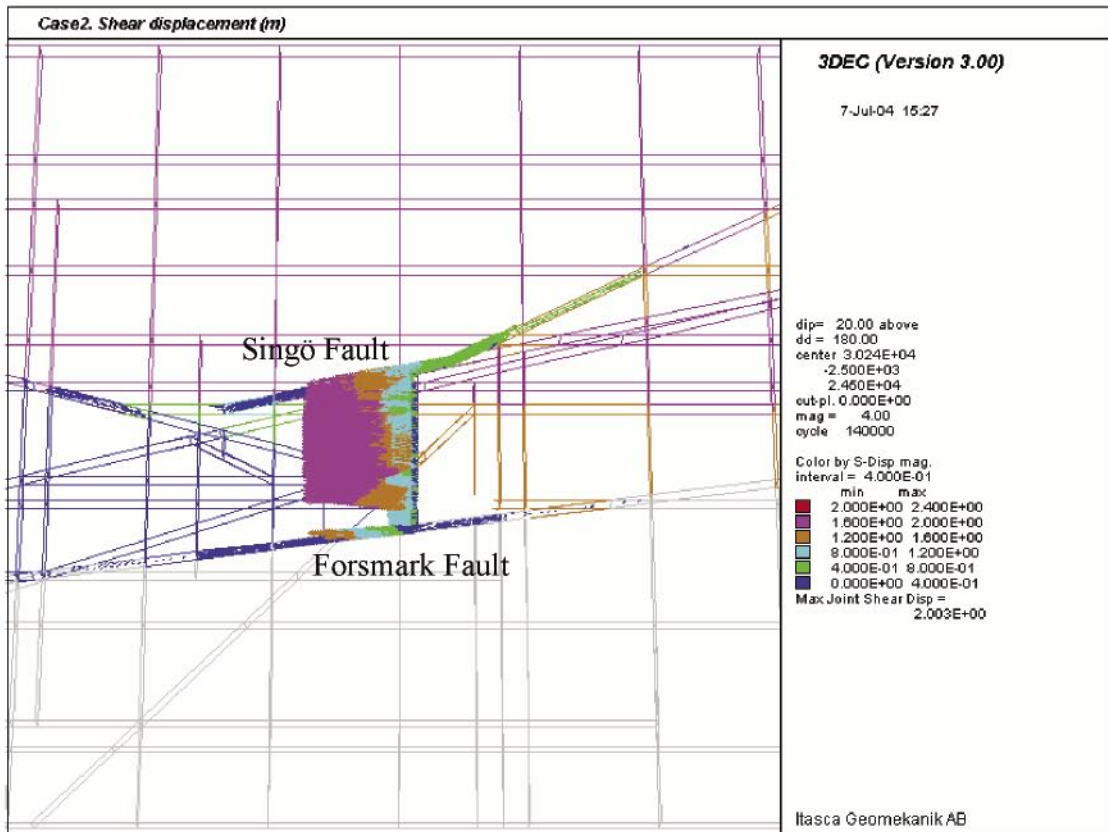 Case2. Shear displacement (m)
3DEC (Version 3.00)
7-Jul-04 15:27
Singö Fault
Forsmark Fault
dip= 20.00 above
dd = 180.00
center 3.024E+04
-2.500E+03
2.450E+04
cut-pl. 0.000E+00
mag = 4.00
cycle 140000
Color by S-Disp mag.
interval = 4.000E-01
min max
2.000E+00 2.400E+00
1.600E+00 2.000E+00
1.200E+00 1.600E+00
8.000E-01 1.200E+00
4.000E-01 8.000E-01
0.000E+00 4.000E-01
Max Joint Shear Disp =
2.003E+00
Itasca Geomekanik AB